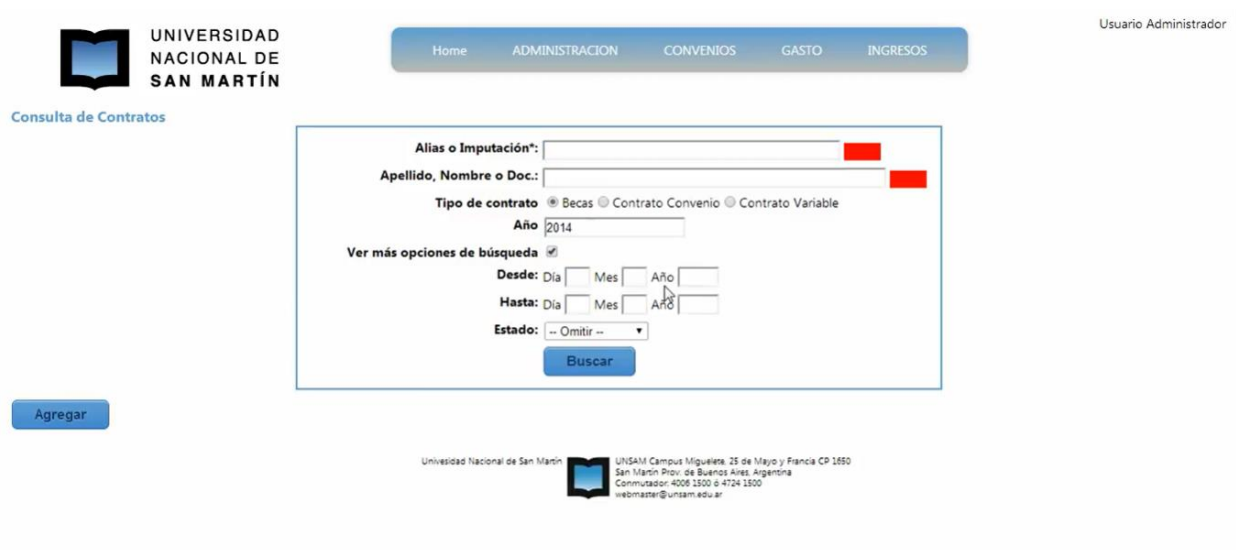 Usuario Administrador
UNIVERSIDAD
NACIONAL DE
SAN MARTÍN
Home ADMINISTRACION CONVENIOS GASTO INGRESOS
Consulta de Contratos
Alias o Imputación*:
Apellido, Nombre o Doc.:
Tipo de contrato Becas Contrato Convenio Contrato Variable
Año 2014
Ver más opciones de búsqueda
Desde: Día Mes Año
Hasta: Día Mes Año
Estado: -- Omitir --
Buscar
Agregar
Univesidad Nacional de San Martín
UNSAM Campus Miguelete. 25 de Mayo y Francia CP 1650
San Martín Prov. de Buenos Aires, Argentina
Conmutador: 4006 1500 ó 4724 1500
webmaster@unsam.edu.ar